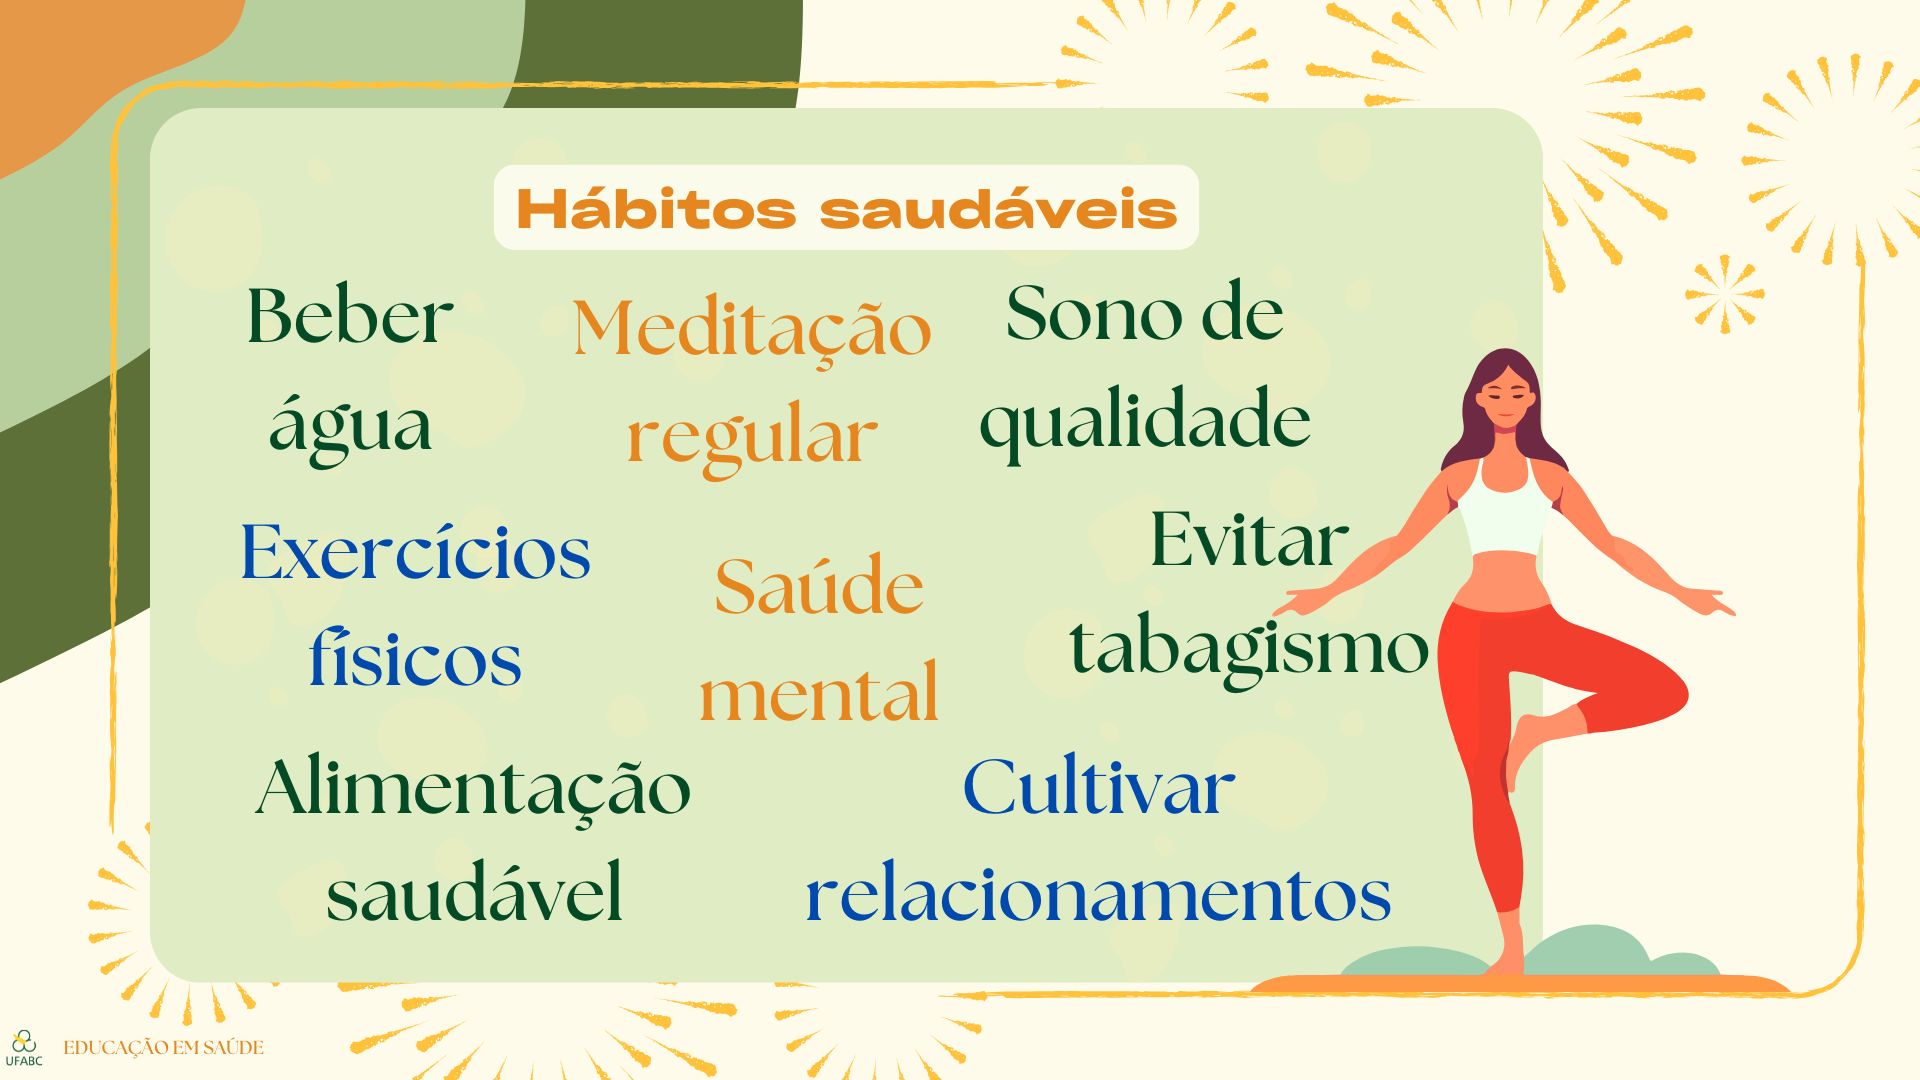 Hábitos saudáveis
Beber
água
Meditação
regular
Sono de
qualidade
Exercícios
físicos
Saúde
mental
Evitar
tabagismo
Alimentação
saudável
Cultivar
relacionamentos
UFABC
EDUCAÇÃO EM SAÚDE